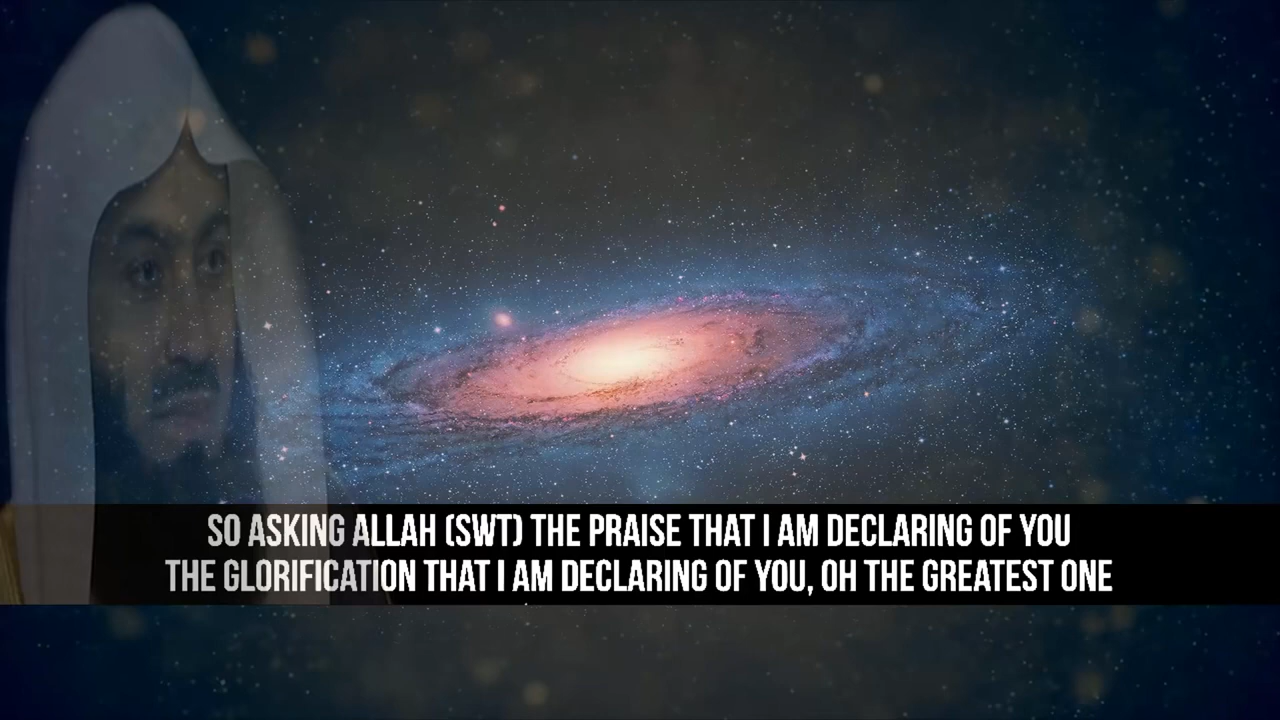 SO ASKING ALLAH (SWT) THE PRAISE THAT I AM DECLARING OF YOU
THE GLORIFICATION THAT I AM DECLARING OF YOU, OH THE GREATEST ONE